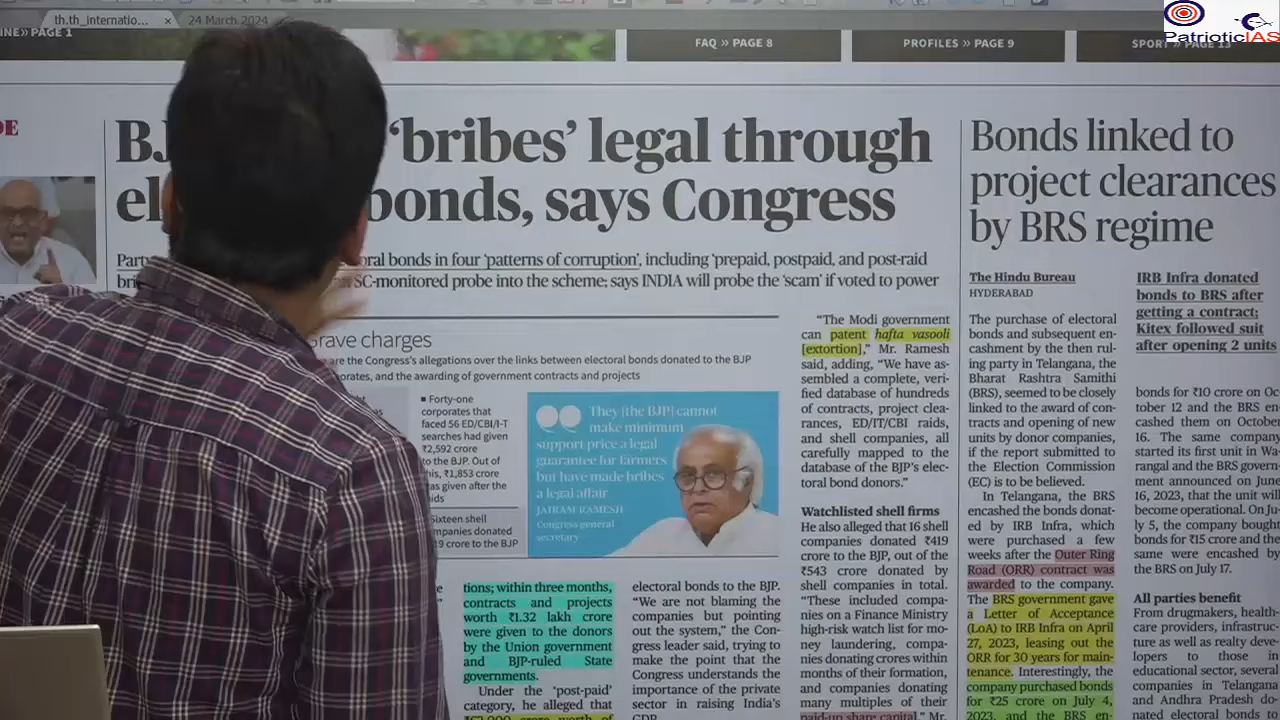 th.th_internatio... × 24 March 2024
PatrioticIAS
INE » PAGE 1
FAQ » PAGE 8
PROFILES » PAGE 9
SPORT » PAGE 13
DE
'bribes' legal through
bonds, says Congress
bonds in four 'patterns of corruption', including 'prepaid, postpaid, and post-raid
SC-monitored probe into the scheme; says INDIA will probe the 'scam' if voted to power
rave charges
are the Congress's allegations over the links between electoral bonds donated to the BJP
orates, and the awarding of government contracts and projects
■ Forty-one
corporates that
faced 56 ED/CBI/I-T
searches had given
₹2,592 crore
to the BJP. Out of
his, ₹1,853 crore
as given after the
ids
Sixteen shell
mpanies donated
19 crore to the BJP
They [the BJP] cannot
make minimum
support price a legal
guarantee for farmers
but have made bribes
a legal affair
JAIRAM RAMESH
Congress general
secretary
tions; within three months,
contracts and projects
worth ₹1.32 lakh crore
were given to the donors
by the Union government
and BJP-ruled State
governments.
Under the 'post-paid'
category, he alleged that
electoral bonds to the BJP.
"We are not blaming the
companies but pointing
out the system," the Con-
gress leader said, trying to
make the point that the
Congress understands the
importance of the private
sector in raising India's
GDP
"The Modi government
can patent hafta vasooli
[extortion]," Mr. Ramesh
said, adding, "We have as-
sembled a complete, veri-
fied database of hundreds
of contracts, project clea-
rances, ED/IT/CBI raids,
and shell companies, all
carefully mapped to the
database of the BJP's elec-
toral bond donors."
Watchlisted shell firms
He also alleged that 16 shell
companies donated ₹419
crore to the BJP, out of the
₹543 crore donated by
shell companies in total.
"These included compa-
nies on a Finance Ministry
high-risk watch list for mo-
ney laundering, compa-
nies donating crores within
months of their formation,
and companies donating
many multiples of their
paid-up share capital." Mr.
Bonds linked to
project clearances
by BRS regime
The Hindu Bureau
HYDERABAD
The purchase of electoral
bonds and subsequent en-
cashment by the then rul-
ing party in Telangana, the
Bharat Rashtra Samithi
(BRS), seemed to be closely
linked to the award of con-
tracts and opening of new
units by donor companies,
if the report submitted to
the Election Commission
(EC) is to be believed.
In Telangana, the BRS
encashed the bonds donat-
ed by IRB Infra, which
were purchased a few
weeks after the Outer Ring
Road (ORR) contract was
awarded to the company.
The BRS government gave
a Letter of Acceptance
(LoA) to IRB Infra on April
27, 2023, leasing out the
ORR for 30 years for main-
tenance. Interestingly, the
company purchased bonds
for ₹25 crore on July 4,
2023, and the BRS en-
IRB Infra donated
bonds to BRS after
getting a contract;
Kitex followed suit
after opening 2 units
bonds for ₹10 crore on Oc
tober 12 and the BRS en
cashed them on October
16. The same company
started its first unit in Wa
rangal and the BRS govern
ment announced on June
16, 2023, that the unit will
become operational. On Ju
ly 5, the company bought
bonds for ₹15 crore and the
same were encashed by
the BRS on July 17.
All parties benefit
From drugmakers, health-
care providers, infrastruc-
ture as well as realty deve-
lopers to those in
educational sector, several
companies in Telangana
and Andhra Pradesh do
nated electoral bonds